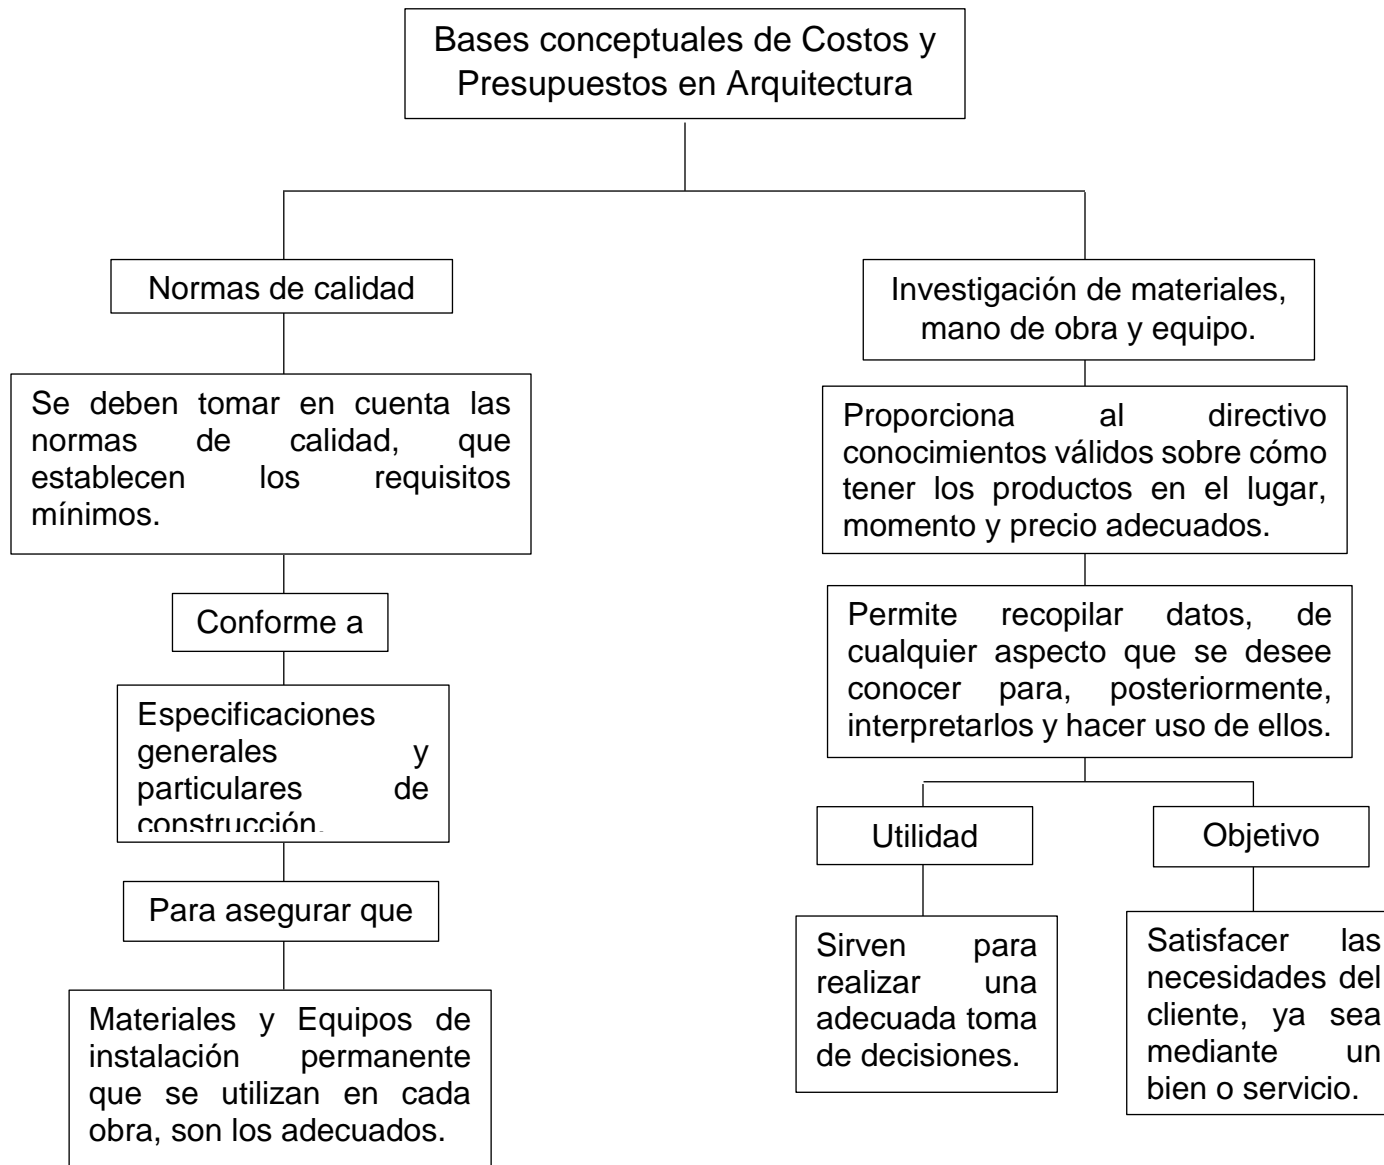 Bases conceptuales de Costos y
Presupuestos en Arquitectura
Normas de calidad
Se deben tomar en cuenta las
normas de calidad, que
establecen los requisitos
mínimos.
Conforme a
Especificaciones
generales y
particulares de
construcción.
Para asegurar que
Materiales y Equipos de
instalación permanente
que se utilizan en cada
obra, son los adecuados.
Investigación de materiales,
mano de obra y equipo.
Proporciona al directivo
conocimientos válidos sobre cómo
tener los productos en el lugar,
momento y precio adecuados.
Permite recopilar datos, de
cualquier aspecto que se desee
conocer para, posteriormente,
interpretarlos y hacer uso de ellos.
Utilidad
Sirven para
realizar una
adecuada toma
de decisiones.
Objetivo
Satisfacer las
necesidades del
cliente, ya sea
mediante un
bien o servicio.